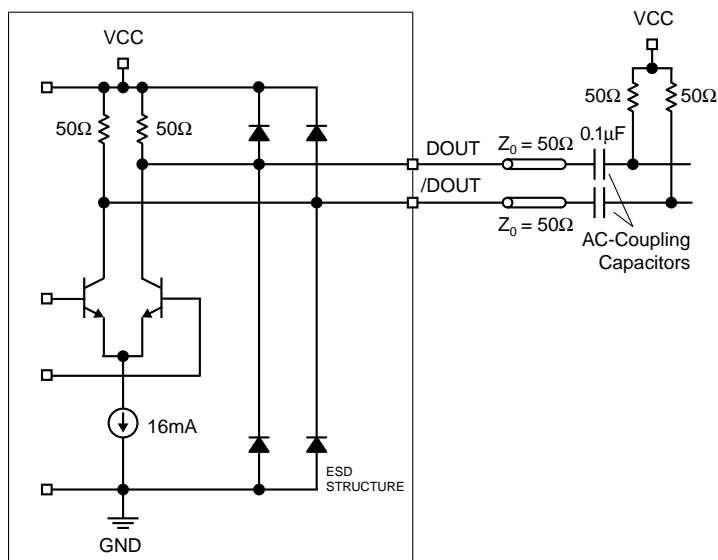 VCC
VCC
50Ω
50Ω
50Ω
50Ω
0.1µF
DOUT
Z0 = 50Ω
/DOUT
Z0 = 50Ω
AC-Coupling
Capacitors
16mA
ESD
STRUCTURE
GND